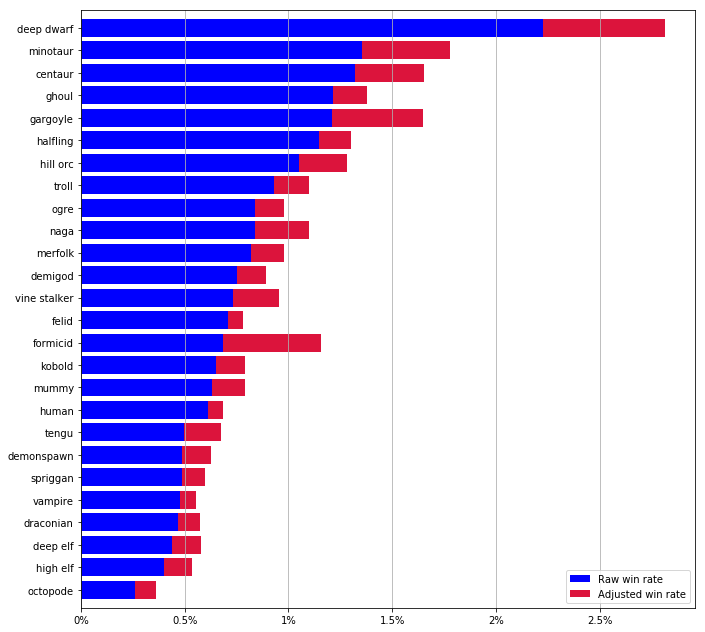 deep dwarf
minotaur
centaur
ghoul
gargoyle
halfling
hill orc
troll
ogre
naga
merfolk
demigod
vine stalker
felid
formicid
kobold
mummy
human
tengu
demonspawn
spriggan
vampire
draconian
deep elf
high elf
octopode
Raw win rate
Adjusted win rate
0% 0.5% 1% 1.5% 2% 2.5%